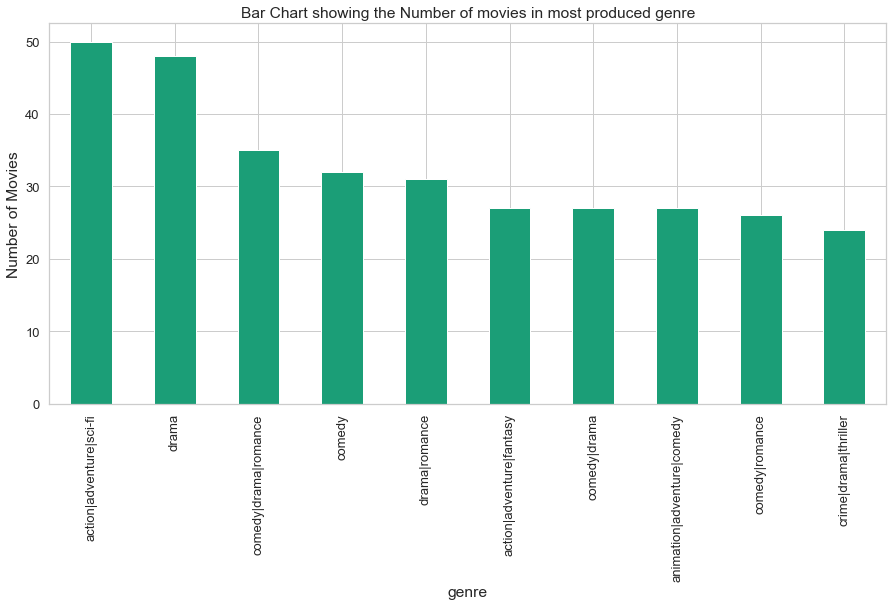 Bar Chart showing the Number of movies in most produced genre
Number of Movies
50
40
30
20
10
0
action|adventure|sci-fi
drama
comedy|drama|romance
comedy
drama|romance
action|adventure|fantasy
comedy|drama
animation|adventure|comedy
comedy|romance
crime|drama|thriller
genre